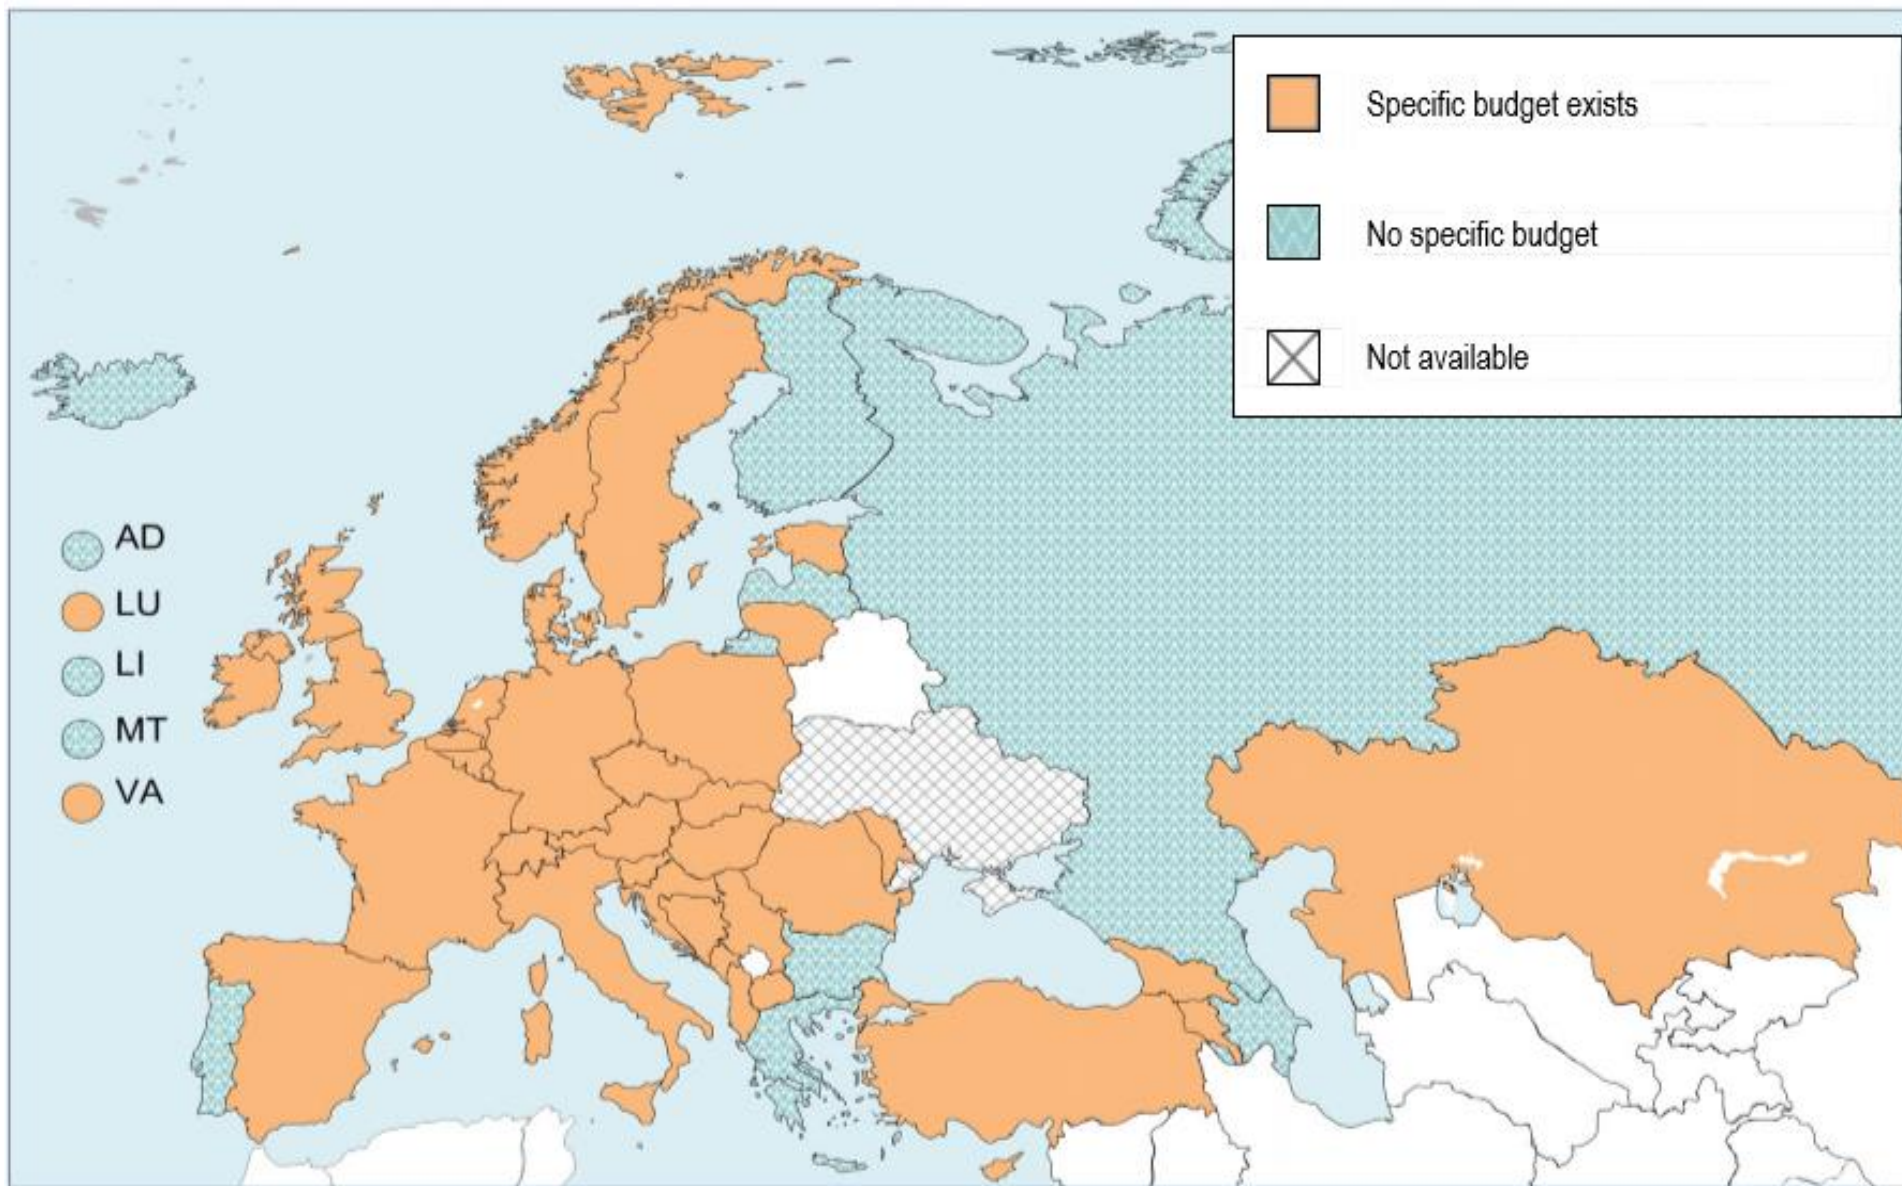 Specific budget exists
No specific budget
Not available
AD
LU
LI
MT
VA